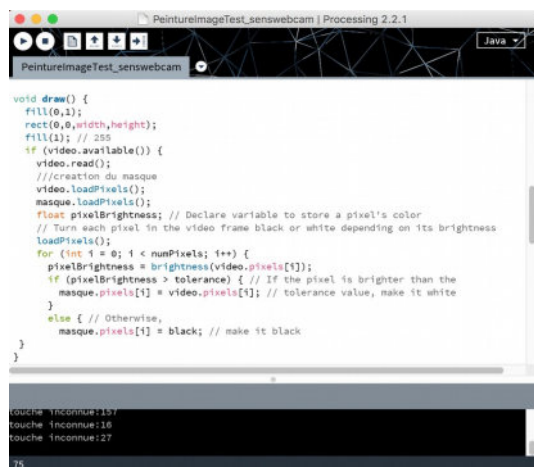 PeintureImageTest_senswebcam | Processing 2.2.1
Java
PeintureImageTest_senswebcam
void draw() {
fill(0,1);
rect(0,0,width,height);
fill(1); // 255
if (video.available()) {
video.read();
///creation du masque
video.loadPixels();
masque.loadPixels();
float pixelBrightness; // Declare variable to store a pixel's color
// Turn each pixel in the video frame black or white depending on its brightness
loadPixels();
for (int i = 0; i < numPixels; i++) {
pixelBrightness = brightness(video.pixels[i]);
if (pixelBrightness > tolerance) { // If the pixel is brighter than the
masque.pixels[i] = video.pixels[i]; // tolerance value, make it white
}
else { // Otherwise,
masque.pixels[i] = black; // make it black
}
}
touche inconnue:157
touche inconnue:16
touche inconnue:27
75